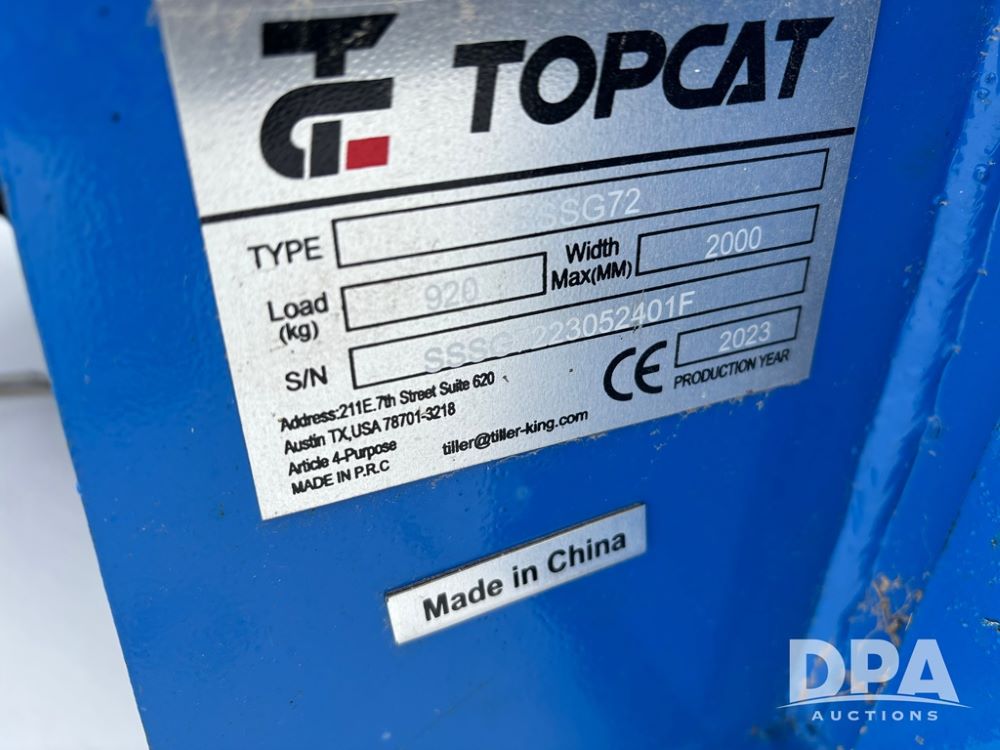 TOPCAT
TYPE SSSG72
Load (kg) 920 Width Max(MM) 2000
S/N 223052401F
2023
CE PRODUCTION YEAR
Address:211E.7th Street Suite 620
Austin TX,USA 78701-3218
Article 4-Purpose tiller@tiller-king.com
MADE IN P.R.C
Made in China
DPA
AUCTIONS